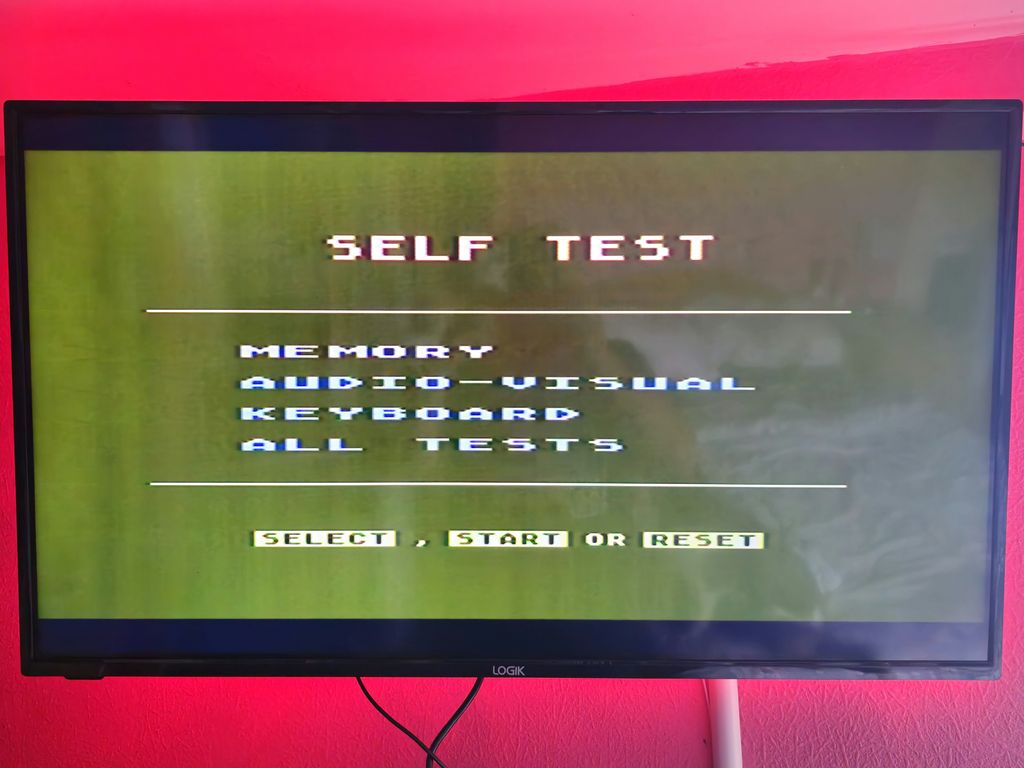 SELF TEST
MEMORY
AUDIO-VISUAL
KEYBOARD
ALL TESTS
SELECT, START OR RESET
LOGIK